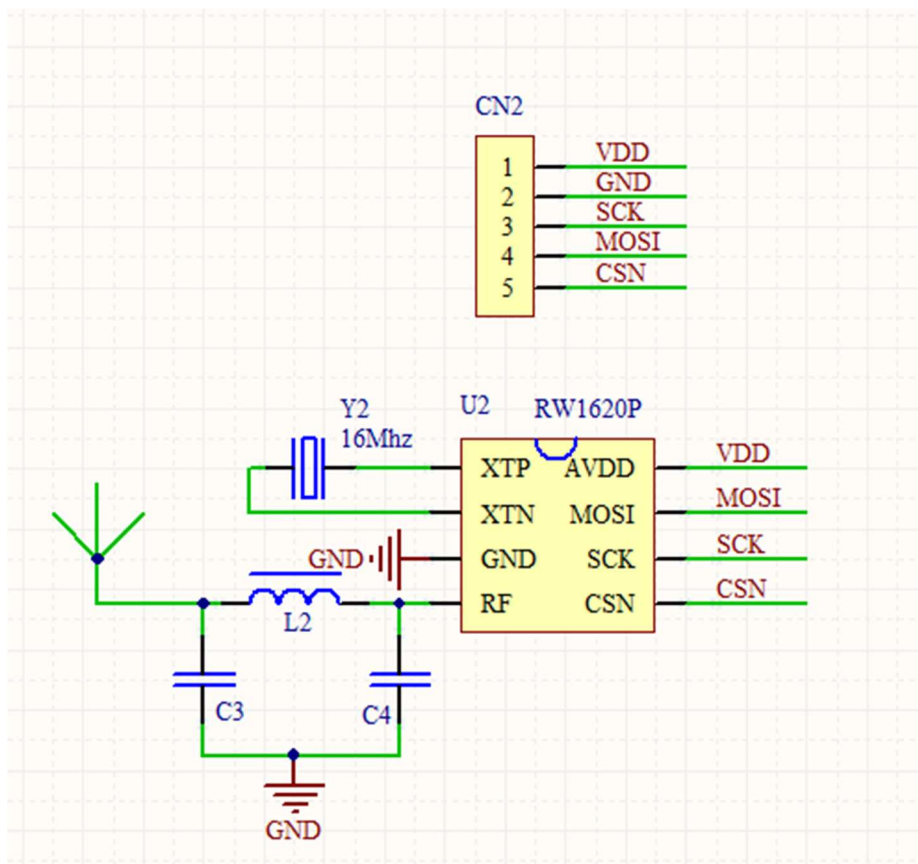 CN2
1 VDD
2 GND
3 SCK
4 MOSI
5 CSN
Y2
16Mhz
U2 RW1620P
XTP AVDD VDD
XTN MOSI MOSI
GND GND SCK SCK
RF CSN CSN
L2
C3
C4
GND